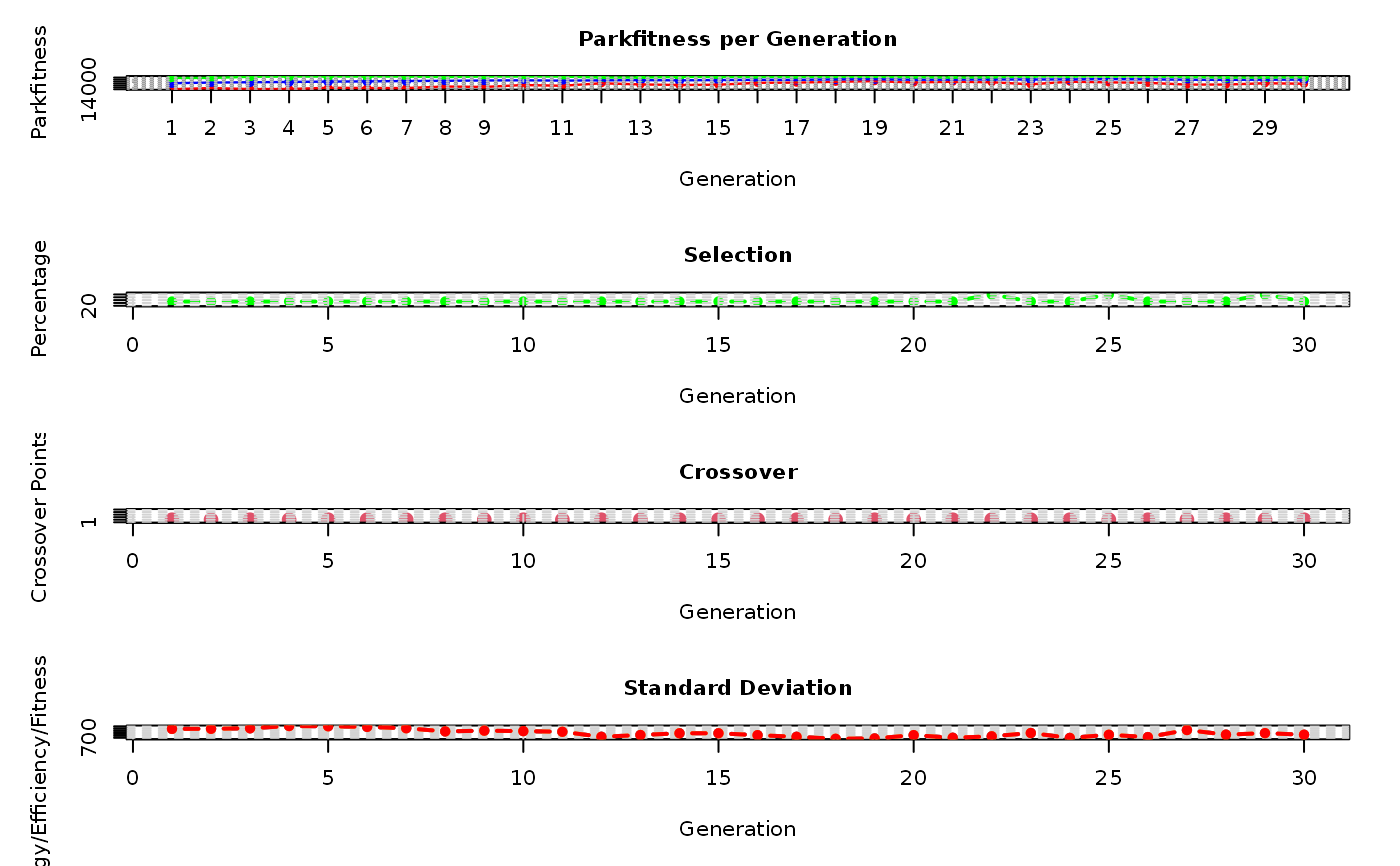 Parkfitness per Generation
Parkfitness
14000
1 2 3 4 5 6 7 8 9 11 13 15 17 19 21 23 25 27 29
Generation
Selection
Percentage
20
0 5 10 15 20 25 30
Generation
Crossover
Crossover Points
1
0 5 10 15 20 25 30
Generation
Standard Deviation
gy/Efficiency/Fitness
700
0 5 10 15 20 25 30
Generation